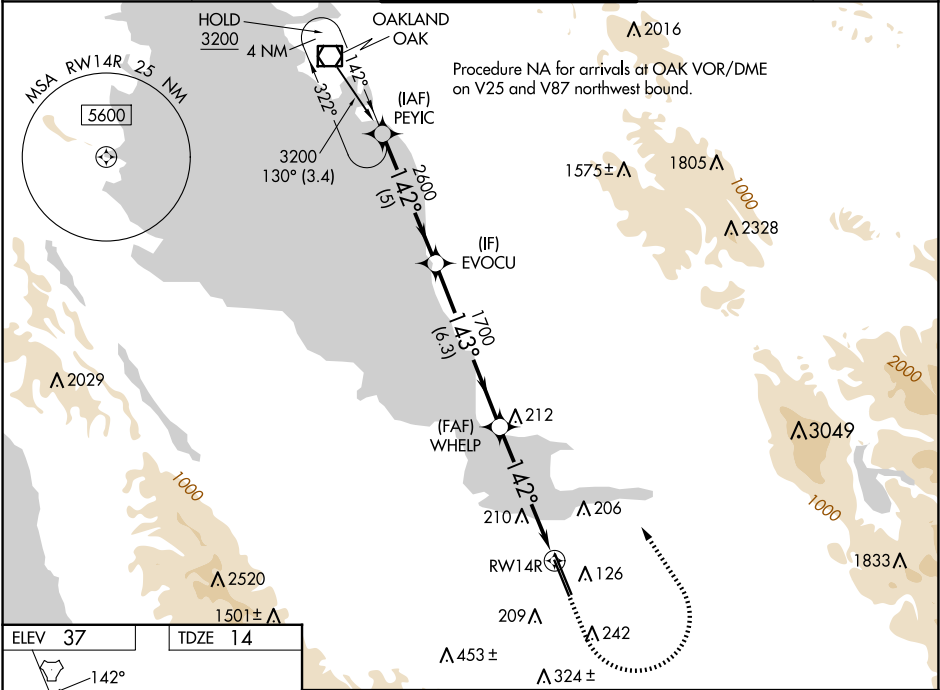 HOLD
3200
4 NM
OAKLAND
OAK
2016
Procedure NA for arrivals at OAK VOR/DME
on V25 and V87 northwest bound.
MSA RW14R 25 NM
5600
142°
322°
(IAF)
PEYIC
3200
130° (3.4)
2600
142°
(5)
1575±
1805
1000
2328
(IF)
EVOCU
1700
143°
(6.3)
2029
2000
(FAF)
WHELP
212
3049
142°
1000
1000
210
206
RW14R
126
1833
2520
1501±
209
242
453±
324±
ELEV 37
TDZE 14
142°